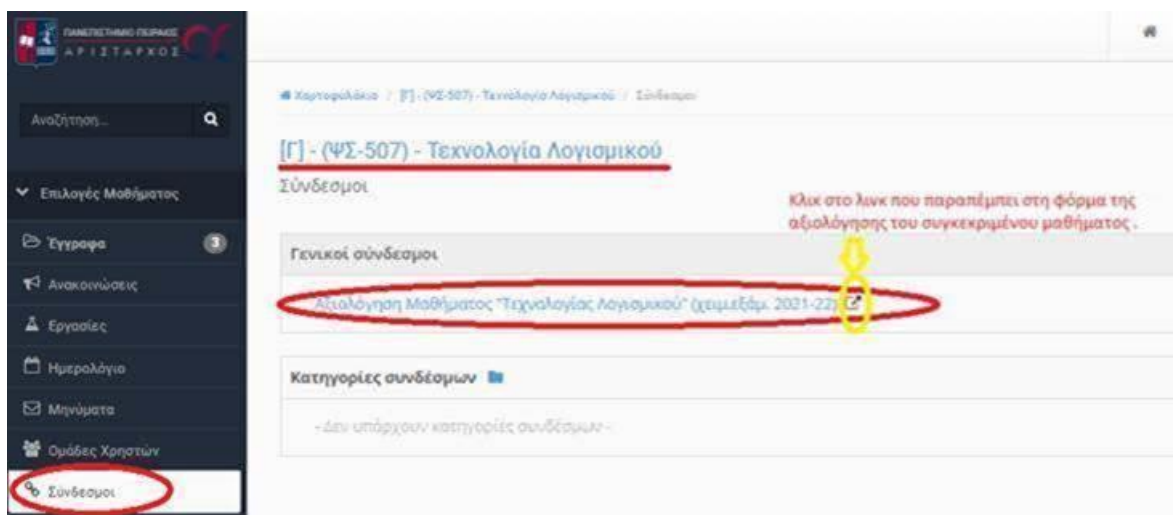 ΠΑΝΕΠΙΣΤΗΜΙΟ ΠΕΙΡΑΙΩΣ
ΑΡΙΣΤΑΡΧΟΣ
Αναζήτηση...
Επιλογές Μαθήματος
Έγγραφα 3
Ανακοινώσεις
Εργασίες
Ημερολόγιο
Μηνύματα
Ομάδες Χρηστών
Σύνδεσμοι
Χαρτοφυλάκιο / [Γ] - (ΨΣ-507) - Τεχνολογία Λογισμικού / Σύνδεσμοι
[Γ] - (ΨΣ-507) - Τεχνολογία Λογισμικού
Σύνδεσμοι
Κλικ στο λινκ που παραπέμπει στη φόρμα της
αξιολόγησης του συγκεκριμένου μαθήματος .
Γενικοί σύνδεσμοι
Αξιολόγηση Μαθήματος "Τεχνολογίας Λογισμικού" (χειμ.εξάμ. 2021-22)
Κατηγορίες συνδέσμων
- Δεν υπάρχουν κατηγορίες συνδέσμων -